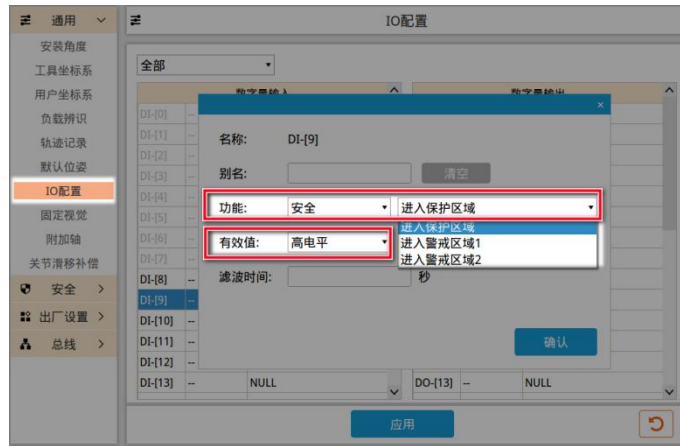 通用
IO配置
安装角度
工具坐标系
用户坐标系
负载辨识
轨迹记录
默认位姿
IO配置
固定视觉
附加轴
关节滑移补偿
安全
出厂设置
总线
全部
数字量输入
数字量输出
DI-[0] --
DI-[1] --
DI-[2] --
DI-[3] --
DI-[4] --
DI-[5] --
DI-[6] --
DI-[7] --
DI-[8] --
DI-[9] --
DI-[10] --
DI-[11] --
DI-[12] --
DI-[13] -- NULL
DO-[13] -- NULL
×
名称: DI-[9]
别名: 清空
功能: 安全 进入保护区域
进入保护区域
有效值: 高电平 进入警戒区域1
进入警戒区域2
滤波时间: 秒
确认
应用